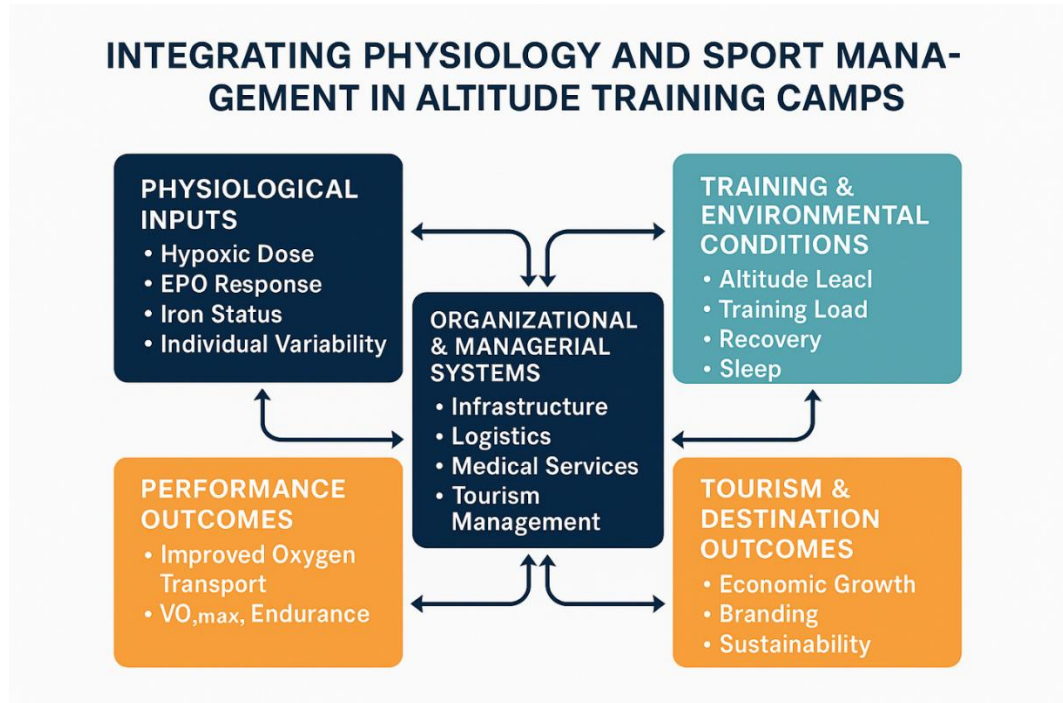 INTEGRATING PHYSIOLOGY AND SPORT MANA-
GEMENT IN ALTITUDE TRAINING CAMPS
PHYSIOLOGICAL
INPUTS
• Hypoxic Dose
• EPO Response
• Iron Status
• Individual Variability
TRAINING &
ENVIRONMENTAL
CONDITIONS
• Altitude Leacl
• Training Load
• Recovery
• Sleep
ORGANIZATIONAL
& MANAGERIAL
SYSTEMS
• Infrastructure
• Logistics
• Medical Services
• Tourism
Management
PERFORMANCE
OUTCOMES
• Improved Oxygen
Transport
• VO,max, Endurance
TOURISM &
DESTINATION
OUTCOMES
• Economic Growth
• Branding
• Sustainability